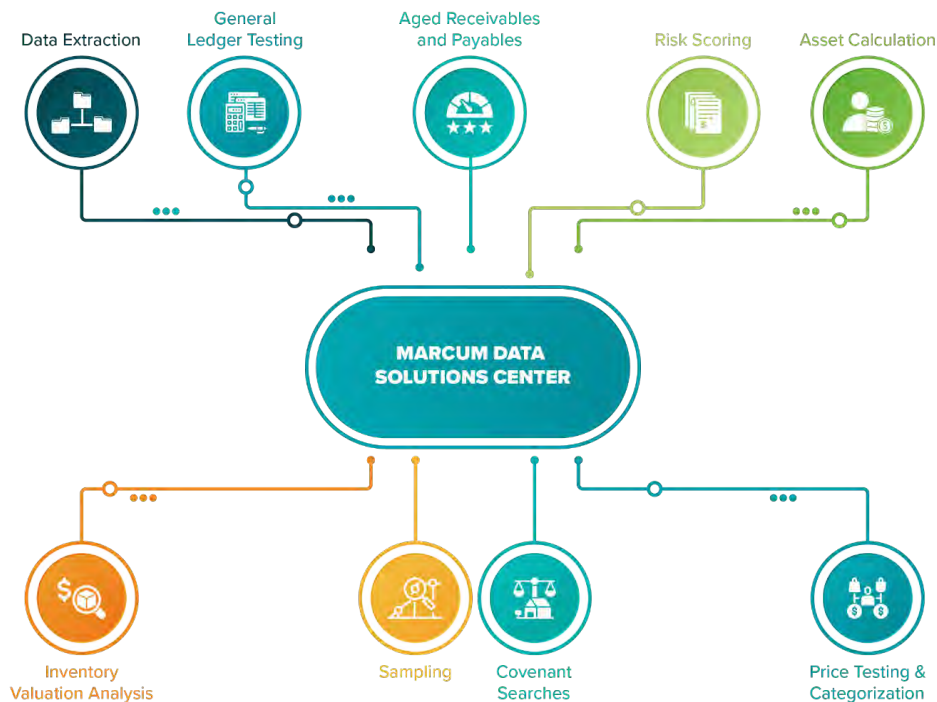 Data Extraction
General
Ledger Testing
Aged Receivables
and Payables
Risk Scoring
Asset Calculation
MARCUM DATA
SOLUTIONS CENTER
Inventory
Valuation Analysis
Sampling
Covenant
Searches
Price Testing &
Categorization